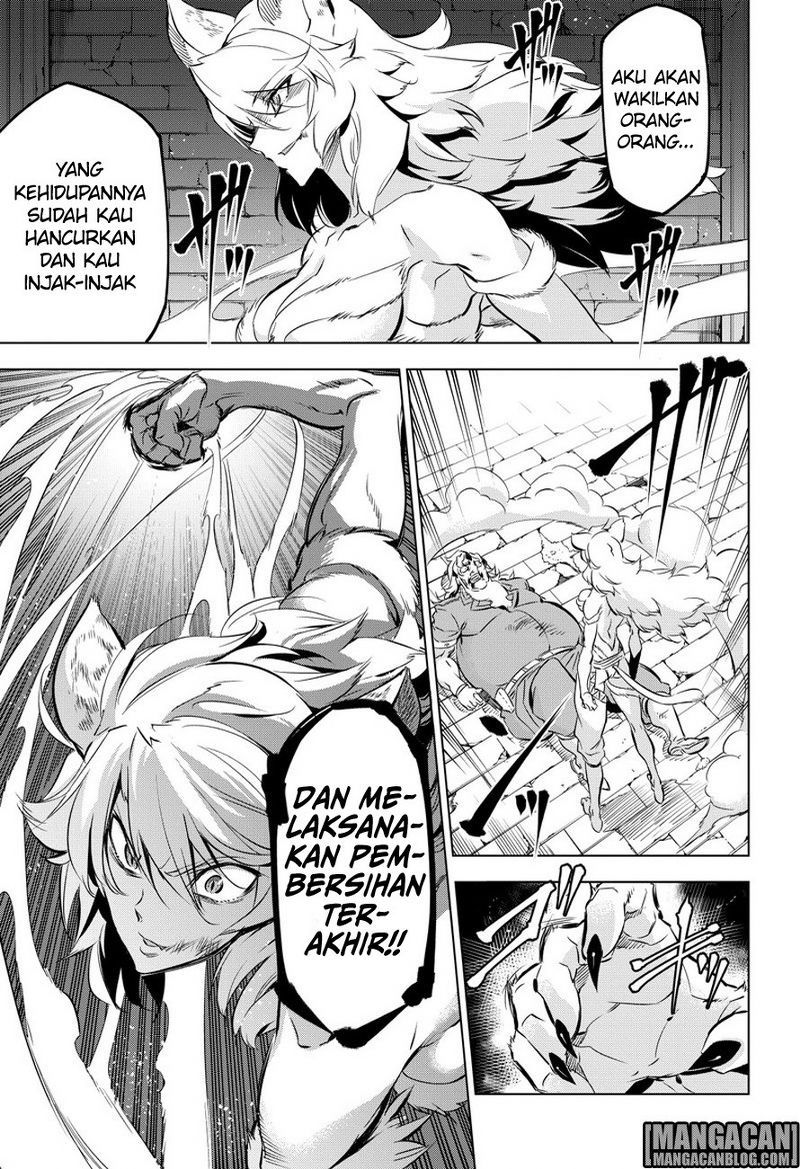 AKU AKAN
WAKILKAN
ORANG-
ORANG...
YANG
KEHIDUPANNYA
SUDAH KAU
HANCURKAN
DAN KAU
INJAK-INJAK
DAN ME-
LAKSANA-
KAN PEM-
BERSIHAN
TER-
AKHIR!!
[MANGACAN]
MANGACANBLOG.COM